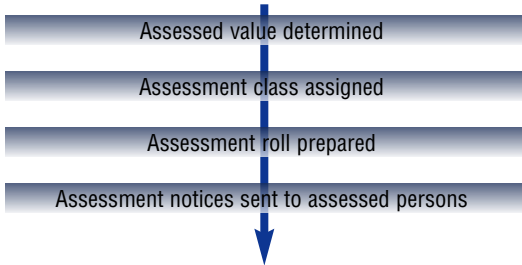 Assessed value determined
Assessment class assigned
Assessment roll prepared
Assessment notices sent to assessed persons